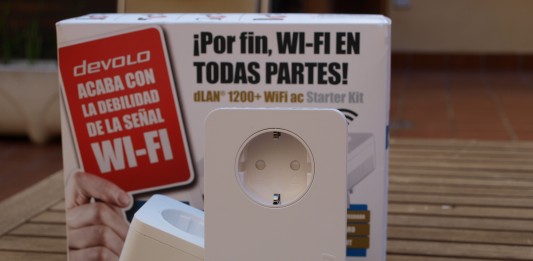 devolo
ACABA CON
LA DEBILIDAD
DE LA SEÑAL
WI-FI
¡Por fin, WI-FI EN
TODAS PARTES!
dLAN® 1200+ WiFi ac Starter Kit